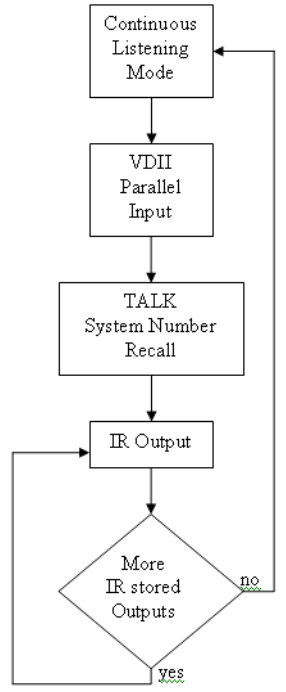 Continuous
Listening
Mode
VDII
Parallel
Input
TALK
System Number
Recall
IR Output
More
IR stored
Outputs
no
yes